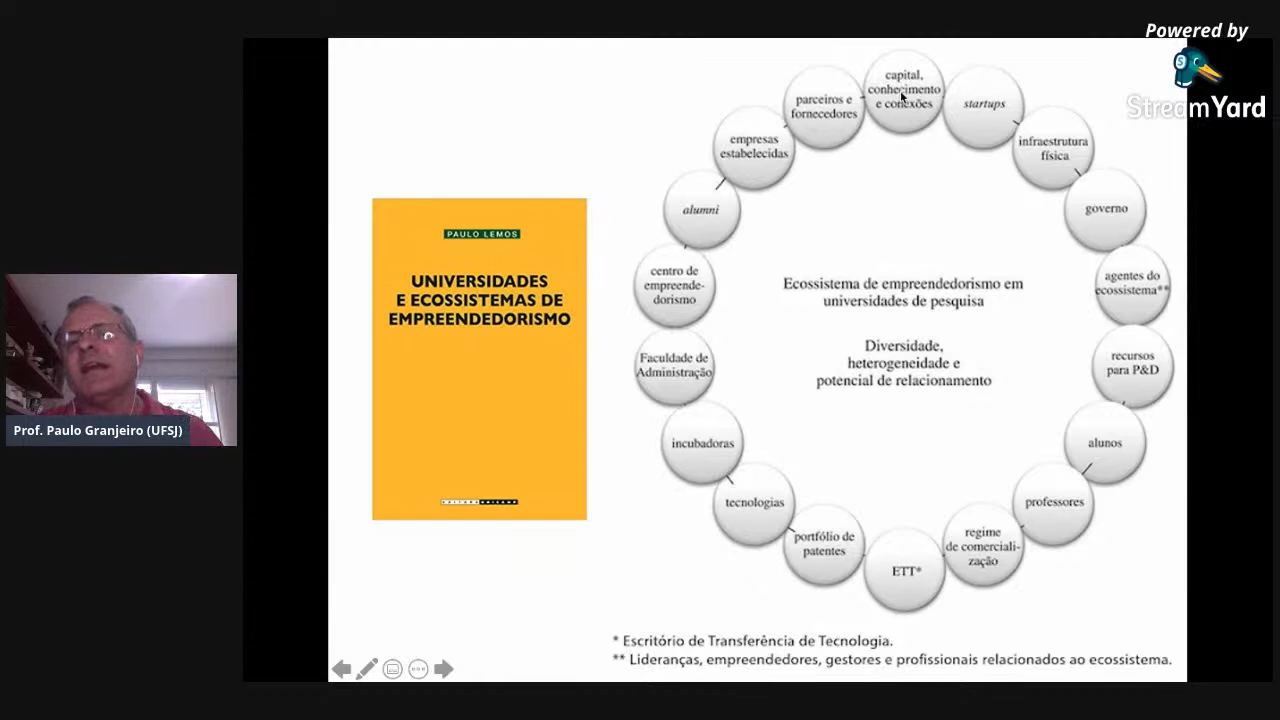 Powered by
StreamYard
Prof. Paulo Granjeiro (UFSJ)
PAULO LEMOS
UNIVERSIDADES
E ECOSSISTEMAS DE
EMPREENDEDORISMO
EDITORA UNICAMP
capital,
conhecimento
e conexões
startups
infraestrutura
física
governo
agentes do
ecossistema**
recursos
para P&D
alunos
professores
regime
de comerciali-
zação
ETT*
portfólio de
patentes
tecnologias
incubadoras
Faculdade de
Administração
centro de
empreende-
dorismo
alumni
empresas
estabelecidas
parceiros e
fornecedores
Ecossistema de empreendedorismo em
universidades de pesquisa
Diversidade,
heterogeneidade e
potencial de relacionamento
* Escritório de Transferência de Tecnologia.
** Lideranças, empreendedores, gestores e profissionais relacionados ao ecossistema.